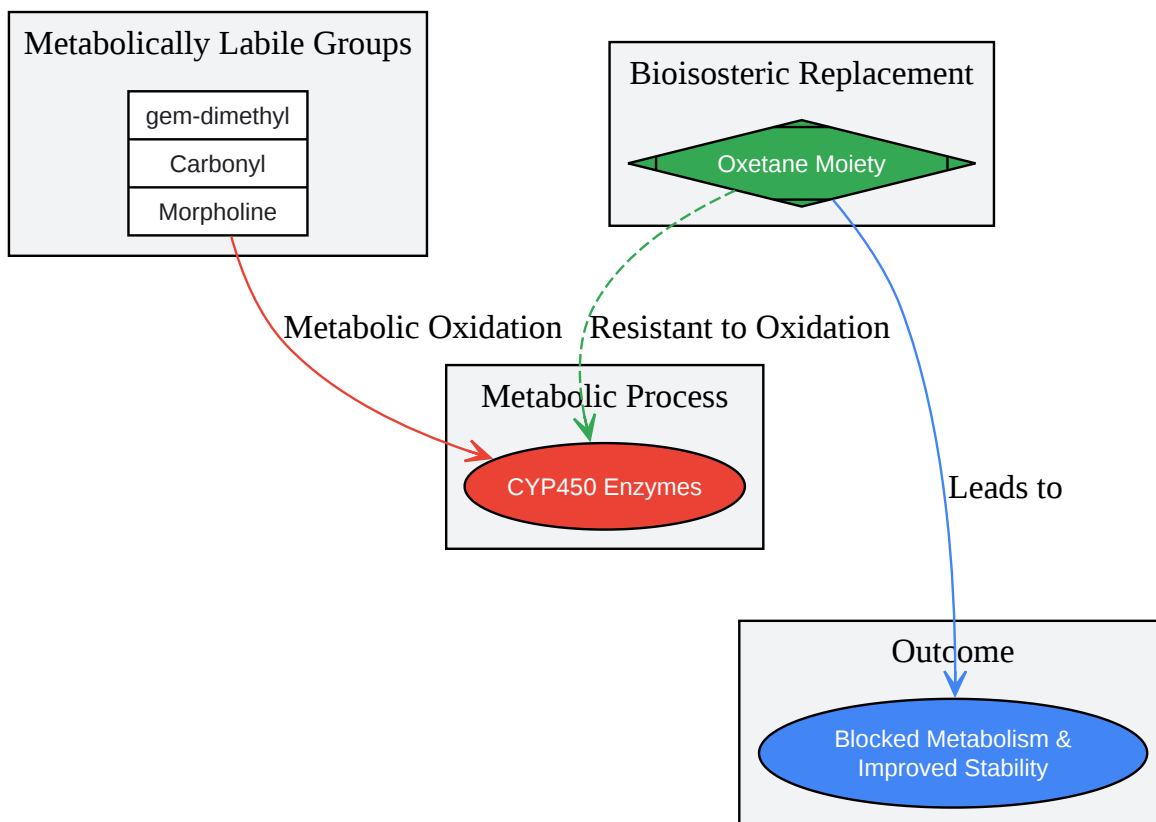 Metabolically Labile Groups
gem-dimethyl
Carbonyl
Morpholine
Bioisosteric Replacement
Oxetane Moiety
Metabolic Oxidation
Resistant to Oxidation
Metabolic Process
CYP450 Enzymes
Leads to
Outcome
Blocked Metabolism &
Improved Stability